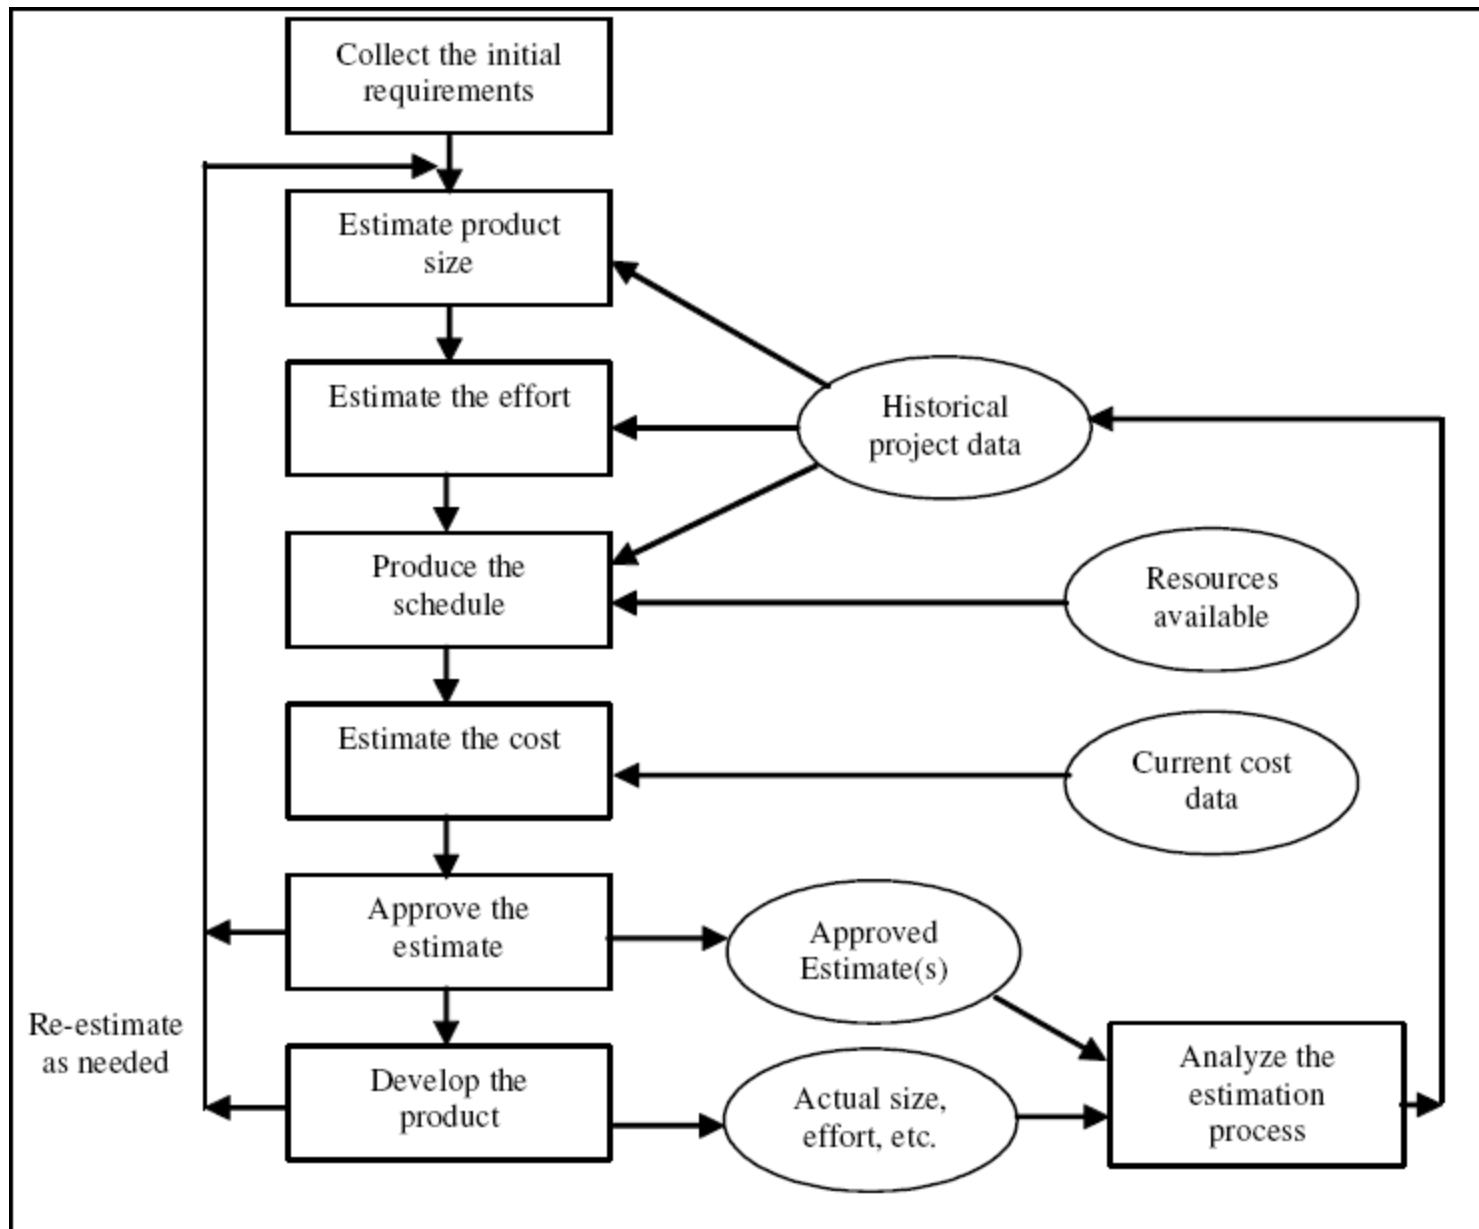 Collect the initial
requirements
Estimate product
size
Estimate the effort
Historical
project data
Produce the
schedule
Resources
available
Estimate the cost
Current cost
data
Approve the
estimate
Approved
Estimate(s)
Re-estimate
as needed
Develop the
product
Actual size,
effort, etc.
Analyze the
estimation
process